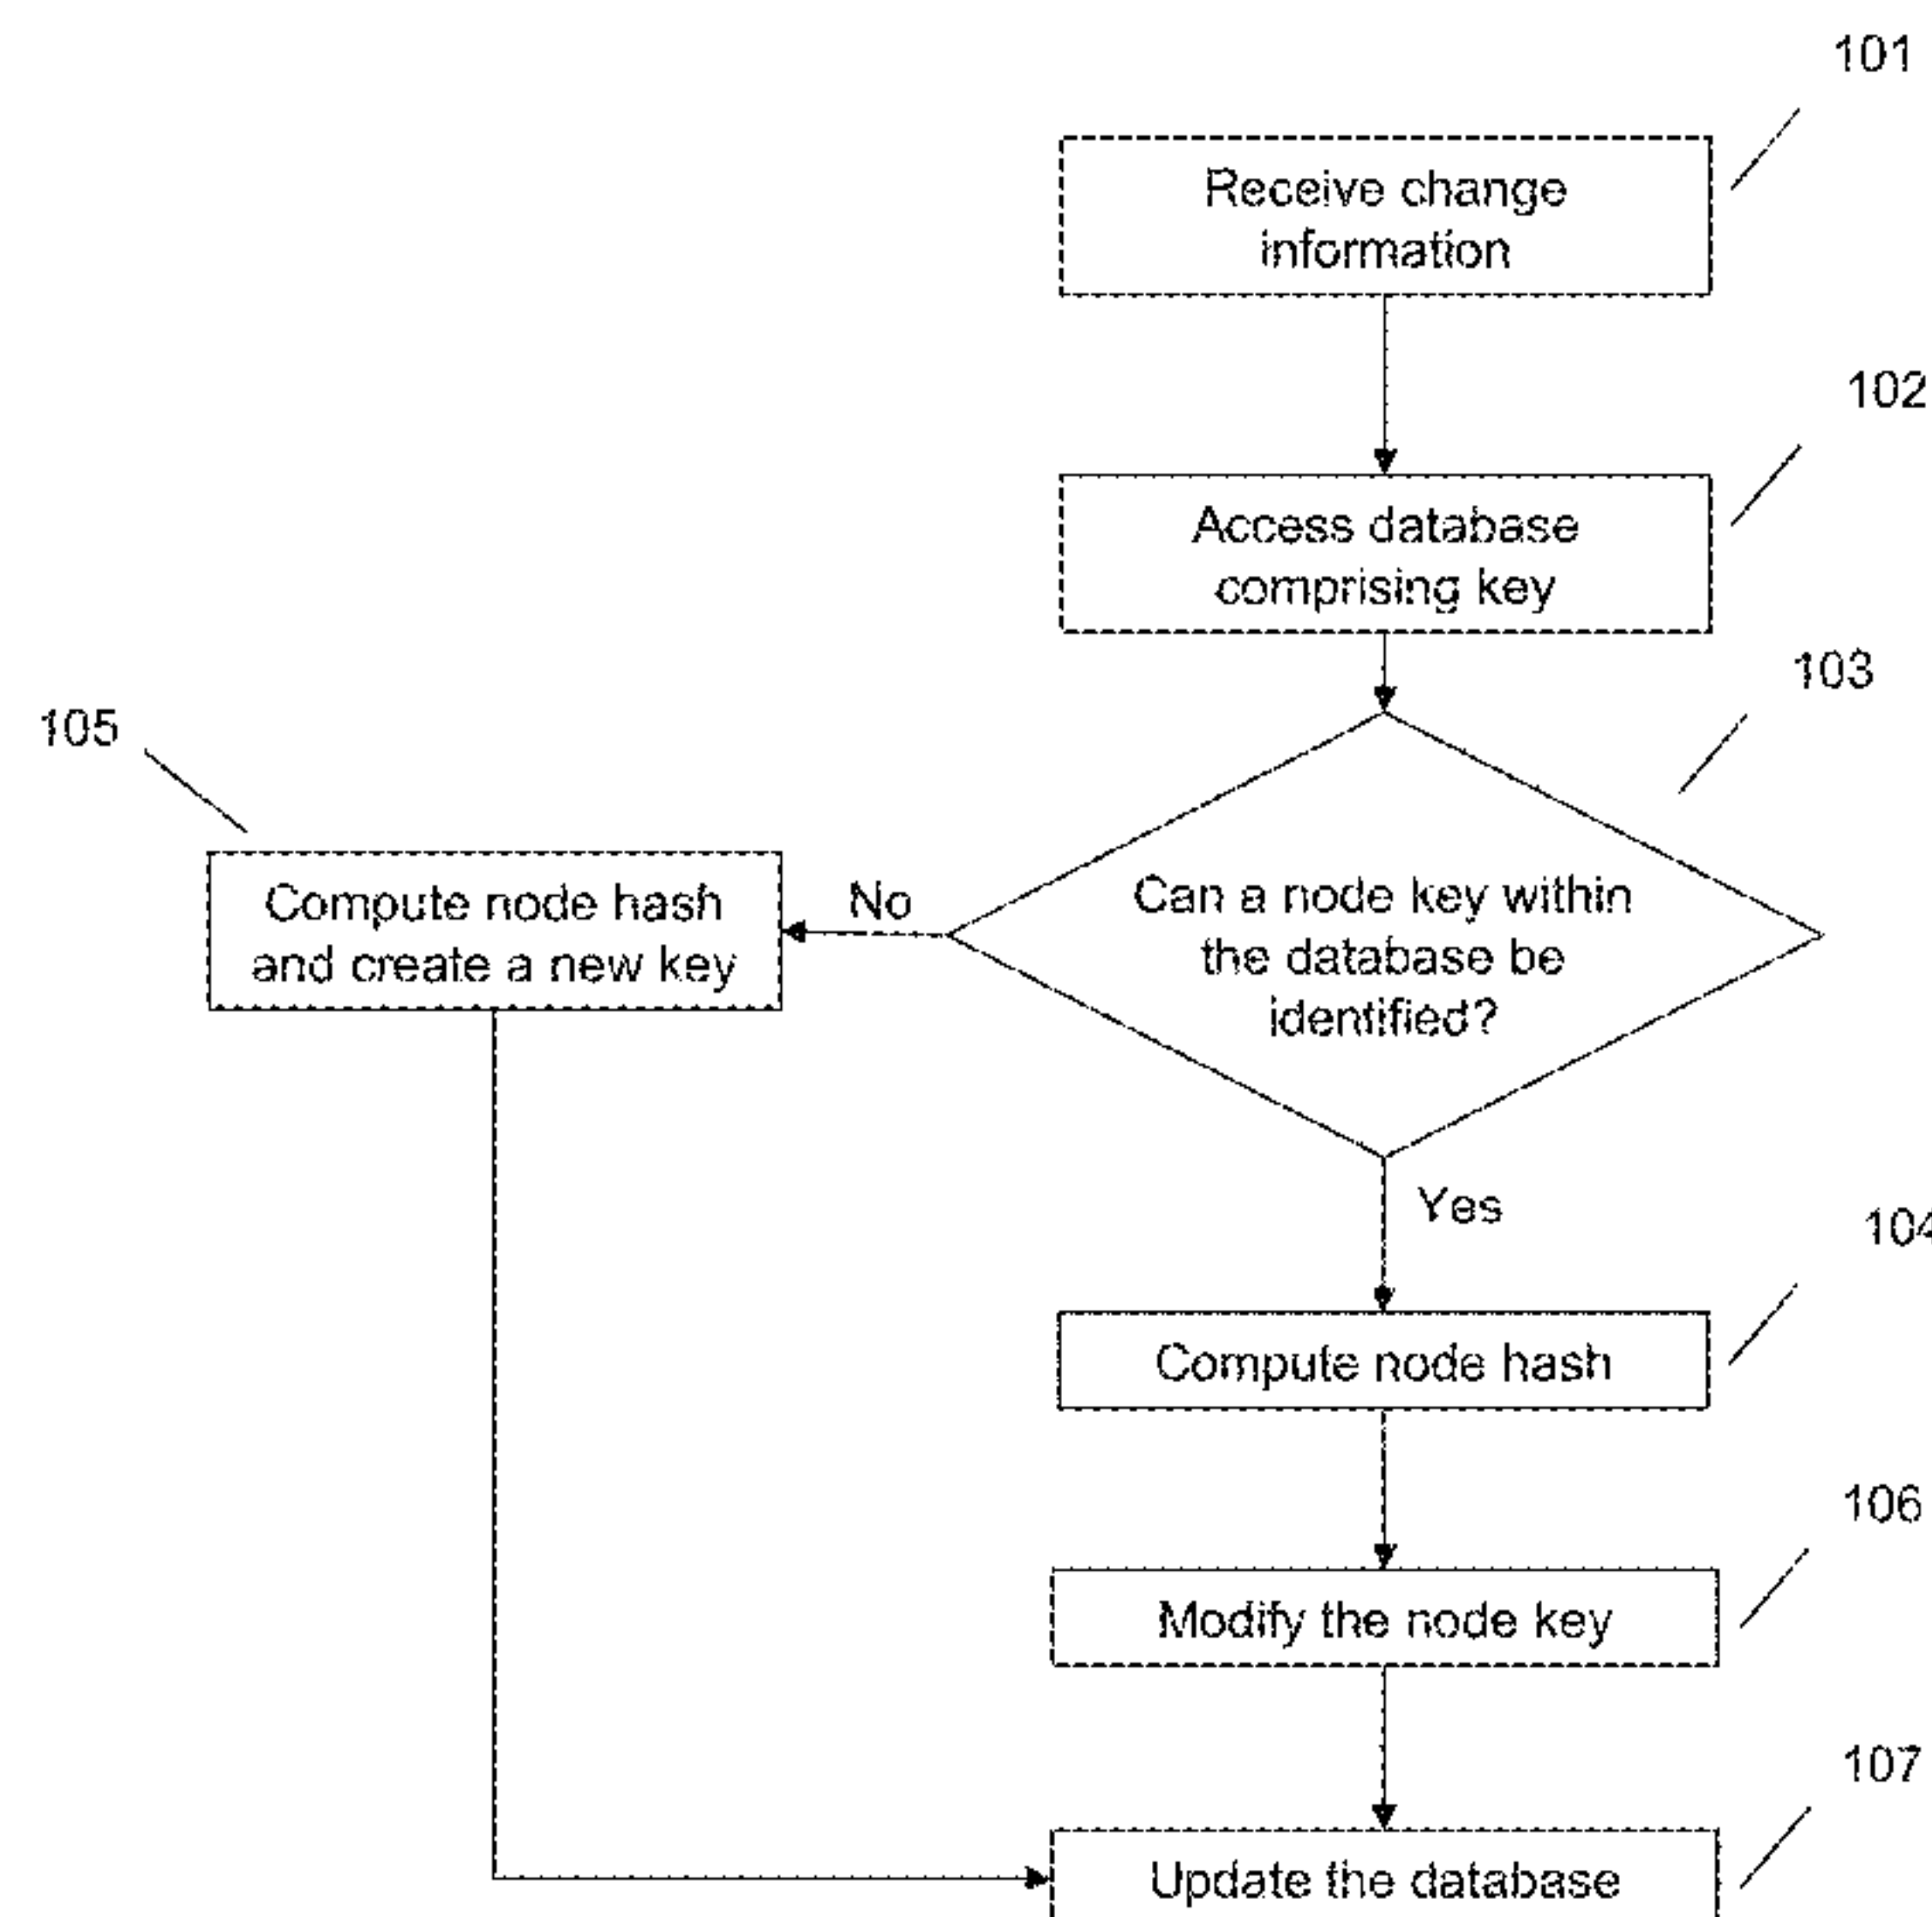 101
Receive change
information
102
Access database
comprising key
103
105
Can a node key within
the database be
identified?
No
Compute node hash
and create a new key
Yes
104
Compute node hash
106
Modify the node key
107
Update the database